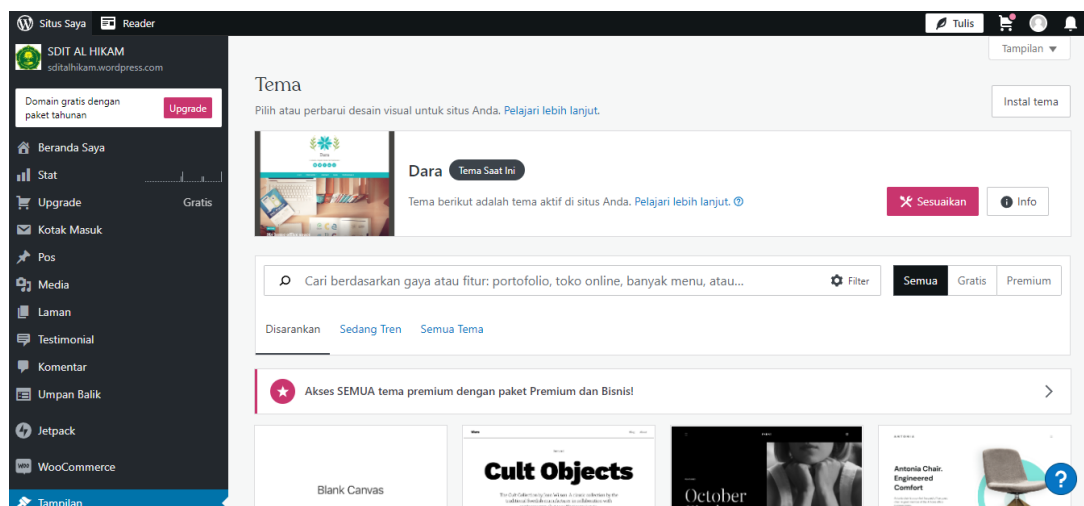 Situs Saya
Reader
Tulis
SDIT AL HIKAM
sditalhikam.wordpress.com
Domain gratis dengan
paket tahunan
Upgrade
Beranda Saya
Stat
Upgrade Gratis
Kotak Masuk
Pos
Media
Laman
Testimonial
Komentar
Umpan Balik
Jetpack
WooCommerce
Tampilan
Tampilan ▼
Tema
Pilih atau perbarui desain visual untuk situs Anda. Pelajari lebih lanjut.
Instal tema
Dara
Dara Tema Saat Ini
Tema berikut adalah tema aktif di situs Anda. Pelajari lebih lanjut.
Sesuaikan
Info
Cari berdasarkan gaya atau fitur: portofolio, toko online, banyak menu, atau...
Filter
Semua Gratis Premium
Disarankan Sedang Tren Semua Tema
Akses SEMUA tema premium dengan paket Premium dan Bisnis!
Blank Canvas
Cult Objects
October
ANTONIA
Antonia Chair.
Engineered
Comfort
?